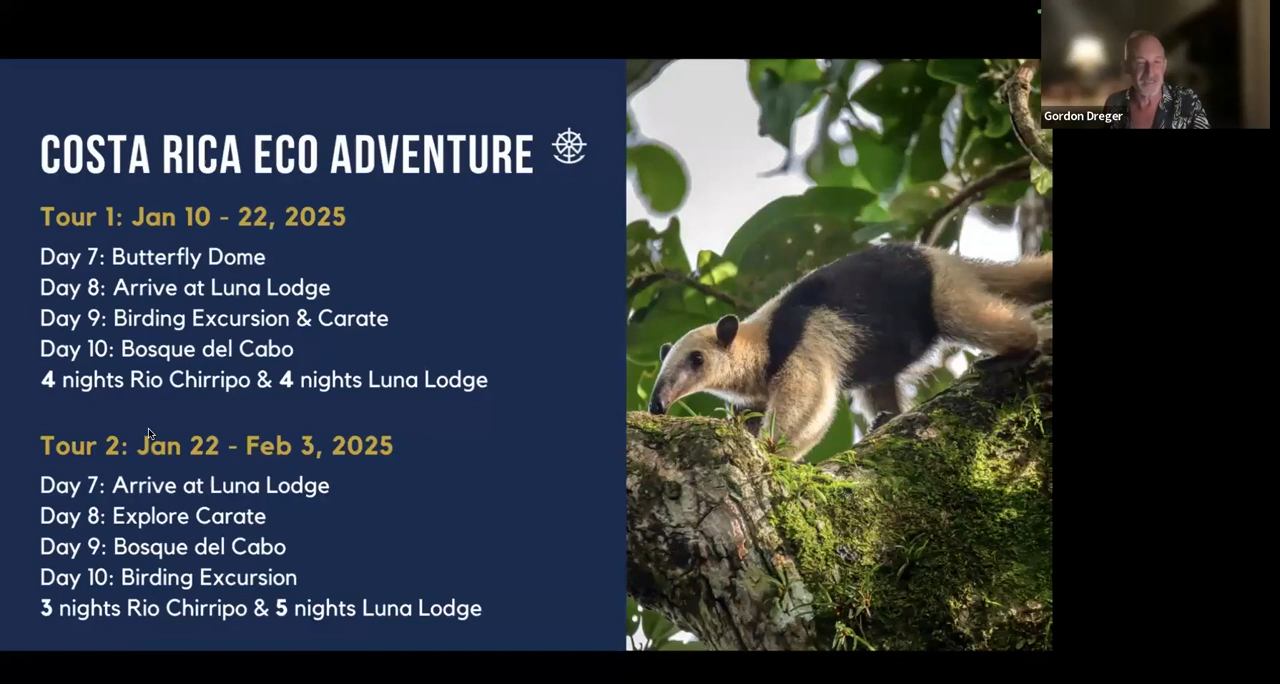 COSTA RICA ECO ADVENTURE
Tour 1: Jan 10 - 22, 2025
Day 7: Butterfly Dome
Day 8: Arrive at Luna Lodge
Day 9: Birding Excursion & Carate
Day 10: Bosque del Cabo
4 nights Rio Chirripo & 4 nights Luna Lodge
Tour 2: Jan 22 - Feb 3, 2025
Day 7: Arrive at Luna Lodge
Day 8: Explore Carate
Day 9: Bosque del Cabo
Day 10: Birding Excursion
3 nights Rio Chirripo & 5 nights Luna Lodge
Gordon Dreger